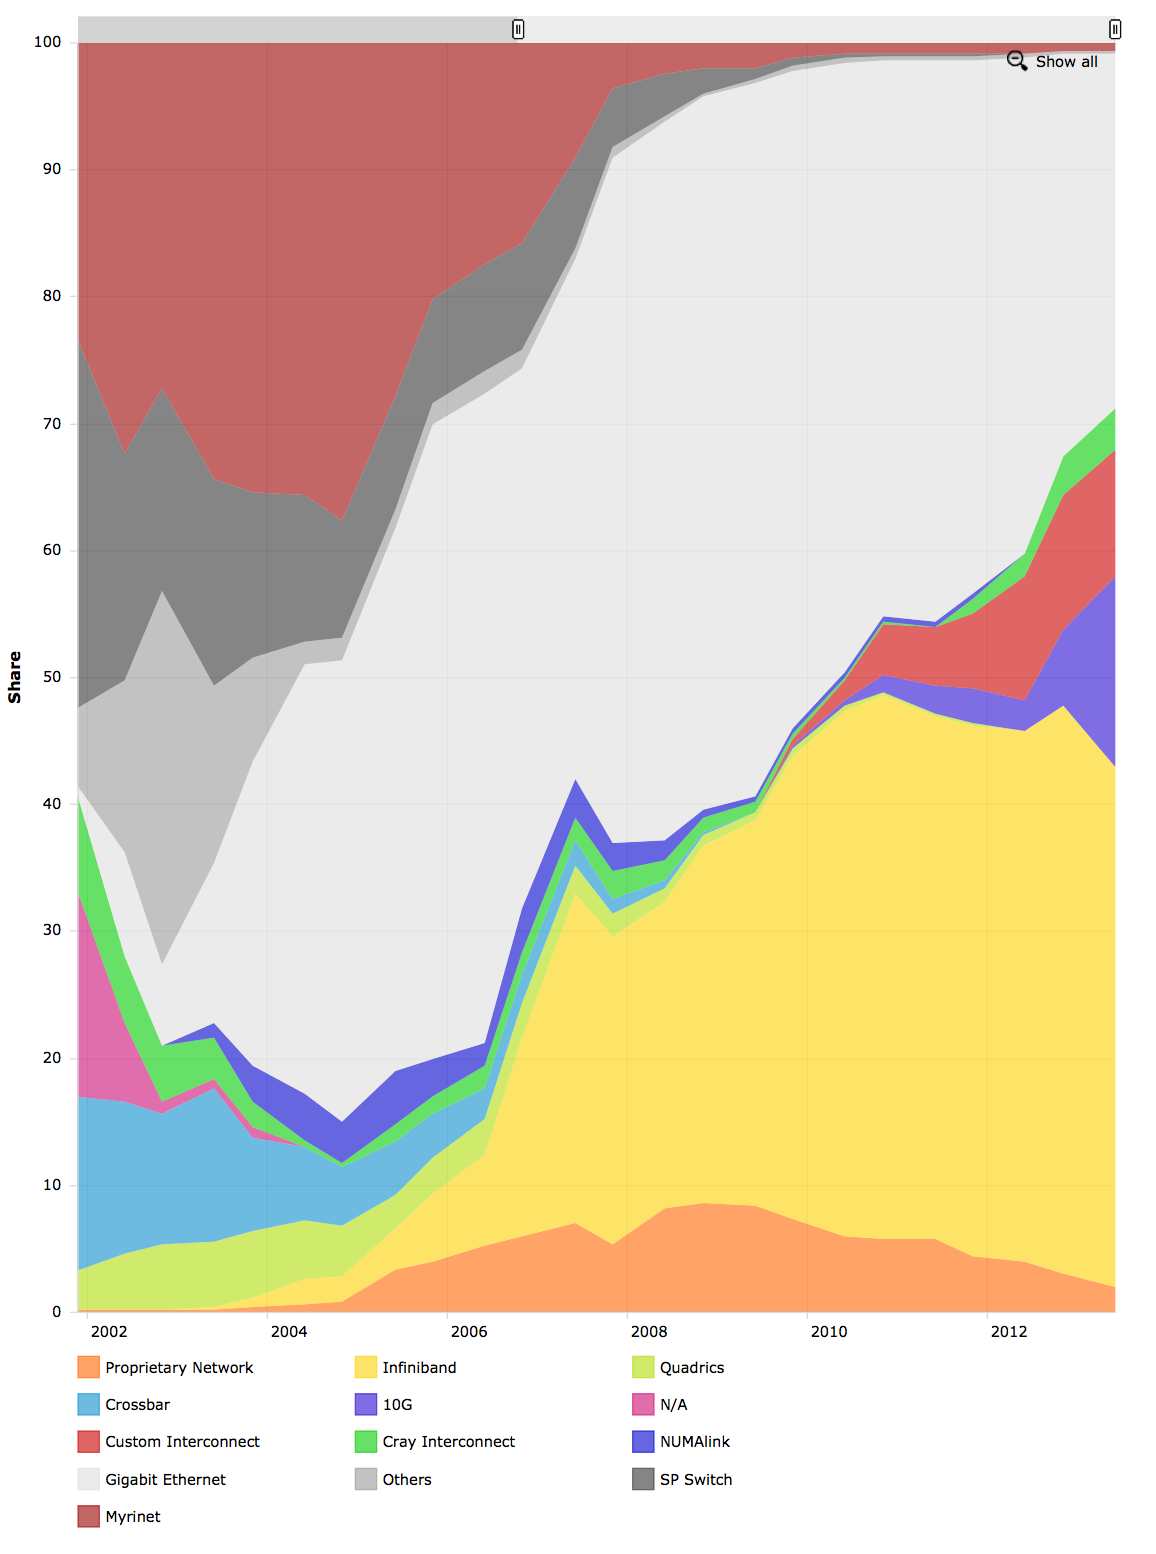 100
Show all
90
80
70
60
50
Share
40
30
20
10
0
2002 2004 2006 2008 2010 2012
Proprietary Network Infiniband Quadrics
Crossbar 10G N/A
Custom Interconnect Cray Interconnect NUMAlink
Gigabit Ethernet Others SP Switch
Myrinet